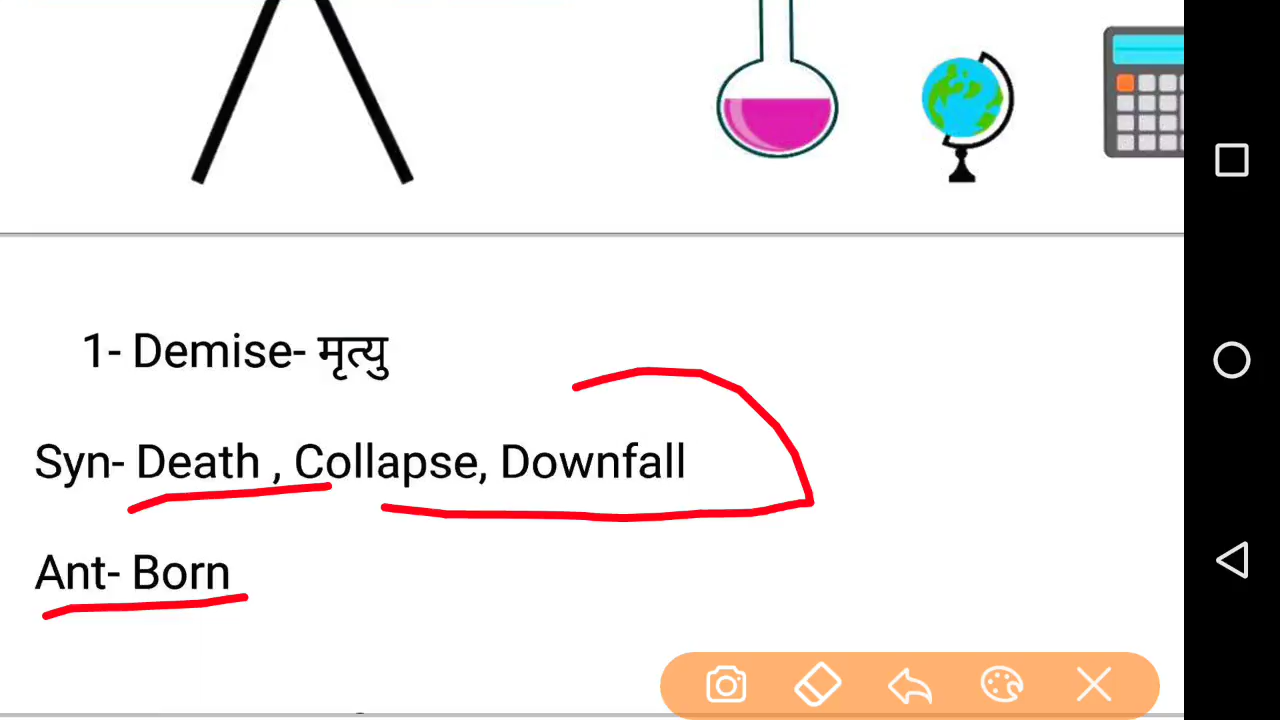 1- Demise- मृत्यु
Syn- Death , Collapse, Downfall
Ant- Born